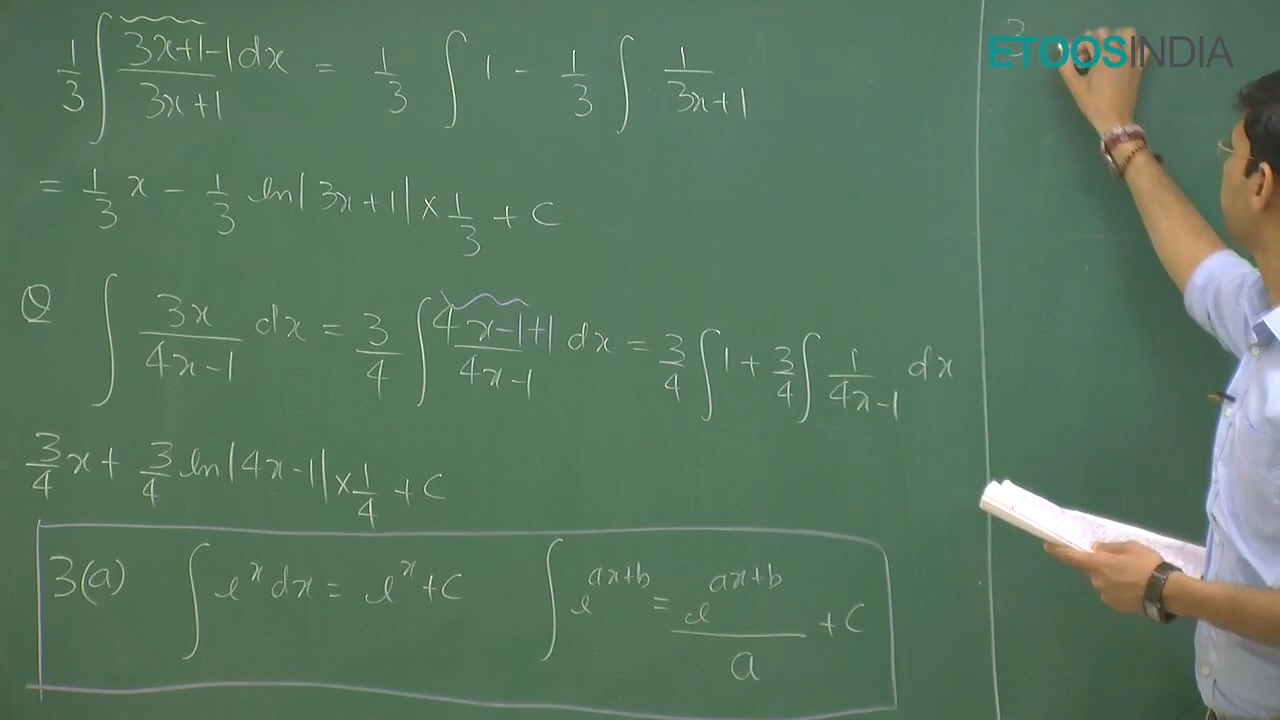 1/3 ∫ (3x+1-1)/(3x+1) dx = 1/3 ∫ 1 - 1/3 ∫ 1/(3x+1)
= 1/3 x - 1/3 ln|3x+1| × 1/3 + C
Q ∫ 3x/(4x-1) dx = 3/4 ∫ (4x-1+1)/(4x-1) dx = 3/4 ∫ 1 + 3/4 ∫ 1/(4x-1) dx
3/4 x + 3/4 ln|4x-1| × 1/4 + C
3(a) ∫ e^x dx = e^x + C ∫ e^(ax+b) = e^(ax+b)/a + C
ETOOSINDIA